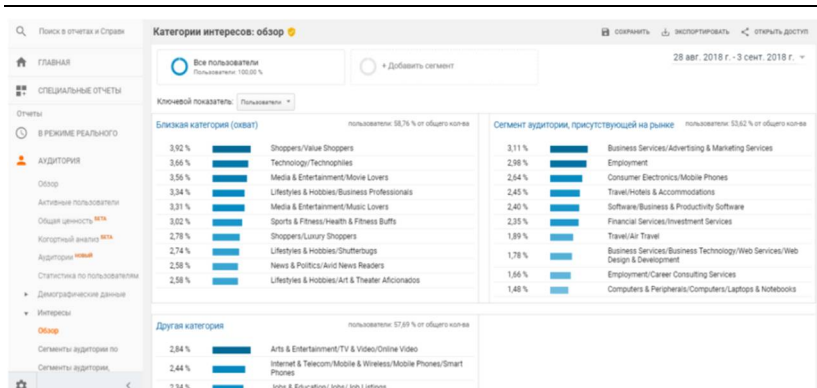 Поиск в отчетах и Справк
Категории интересов: обзор
СОХРАНИТЬ
ЭКСПОРТИРОВАТЬ
ОТКРЫТЬ ДОСТУП
ГЛАВНАЯ
СПЕЦИАЛЬНЫЕ ОТЧЕТЫ
Отчеты
В РЕЖИМЕ РЕАЛЬНОГО
АУДИТОРИЯ
Обзор
Активные пользователи
Общая ценность БЕТА
Когортный анализ БЕТА
Аудитории НОВЫЙ
Статистика по пользователям
Демографические данные
Интересы
Обзор
Сегменты аудитории по
Сегменты аудитории,
Все пользователи
Пользователи: 100,00 %
+ Добавить сегмент
28 авг. 2018 г. - 3 сент. 2018 г.
Ключевой показатель: Пользователи
Близкая категория (охват)
пользователи: 58,76 % от общего кол-ва
3,92 % Shoppers/Value Shoppers
3,66 % Technology/Technophiles
3,56 % Media & Entertainment/Movie Lovers
3,34 % Lifestyles & Hobbies/Business Professionals
3,31 % Media & Entertainment/Music Lovers
3,02 % Sports & Fitness/Health & Fitness Buffs
2,78 % Shoppers/Luxury Shoppers
2,74 % Lifestyles & Hobbies/Shutterbugs
2,58 % News & Politics/Avid News Readers
2,58 % Lifestyles & Hobbies/Art & Theater Aficionados
Сегмент аудитории, присутствующей на рынке
пользователи: 53,62 % от общего кол-ва
3,11 % Business Services/Advertising & Marketing Services
2,98 % Employment
2,64 % Consumer Electronics/Mobile Phones
2,45 % Travel/Hotels & Accommodations
2,40 % Software/Business & Productivity Software
2,35 % Financial Services/Investment Services
1,89 % Travel/Air Travel
1,78 % Business Services/Business Technology/Web Services/Web
Design & Development
1,66 % Employment/Career Consulting Services
1,48 % Computers & Peripherals/Computers/Laptops & Notebooks
Другая категория
пользователи: 57,69 % от общего кол-ва
2,84 % Arts & Entertainment/TV & Video/Online Video
2,44 % Internet & Telecom/Mobile & Wireless/Mobile Phones/Smart
Phones
2,34 % Jobs & Education/Jobs/Job Listings